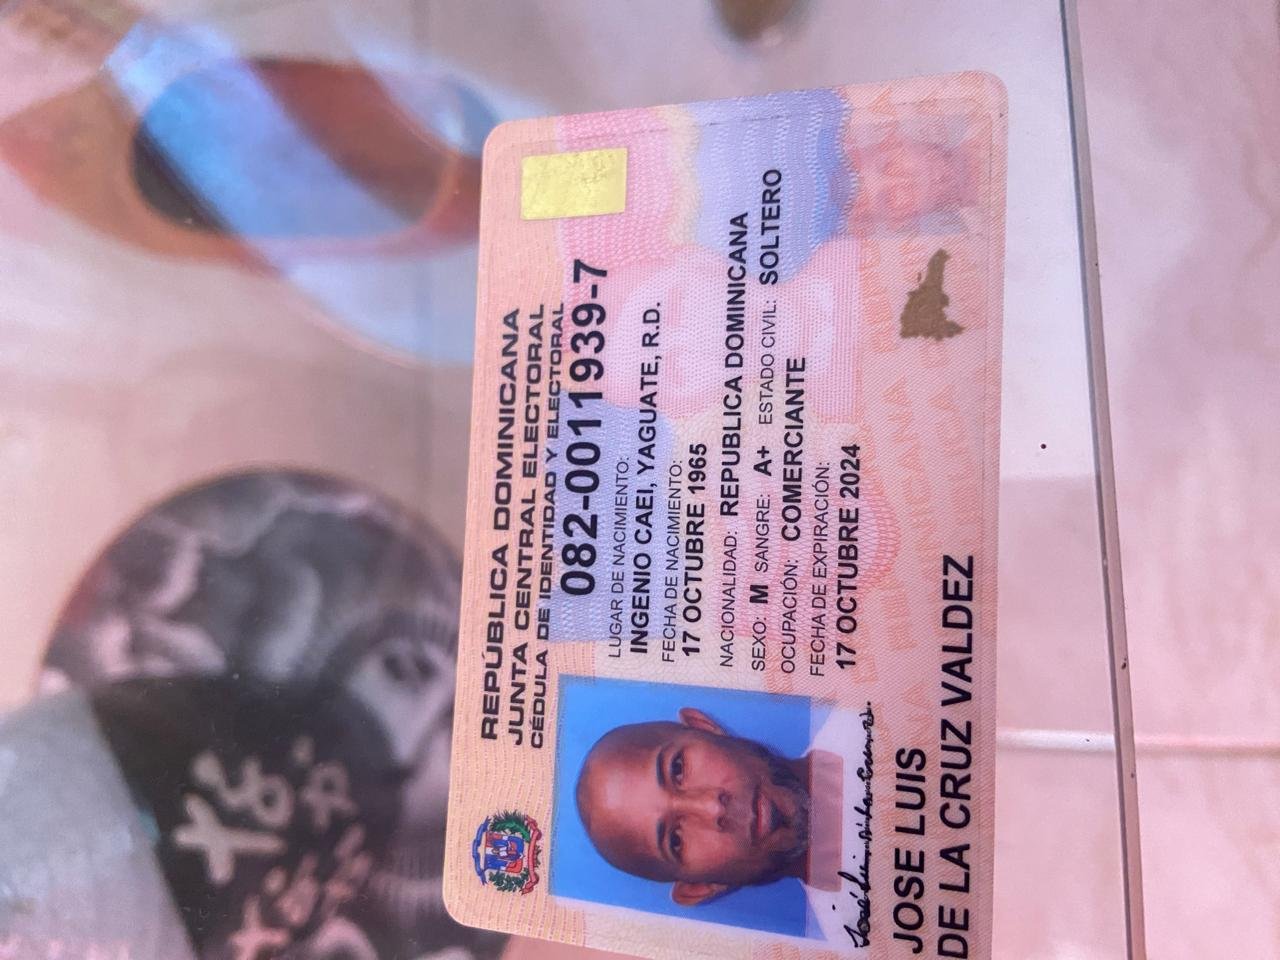 REPÚBLICA DOMINICANA
JUNTA CENTRAL ELECTORAL
CÉDULA DE IDENTIDAD Y ELECTORAL
082-0011939-7
LUGAR DE NACIMIENTO:
INGENIO CAEI, YAGUATE, R.D.
FECHA DE NACIMIENTO:
17 OCTUBRE 1965
NACIONALIDAD: REPUBLICA DOMINICANA
SEXO: M SANGRE: A+ ESTADO CIVIL: SOLTERO
OCUPACIÓN: COMERCIANTE
FECHA DE EXPIRACIÓN:
17 OCTUBRE 2024
JOSE LUIS
DE LA CRUZ VALDEZ